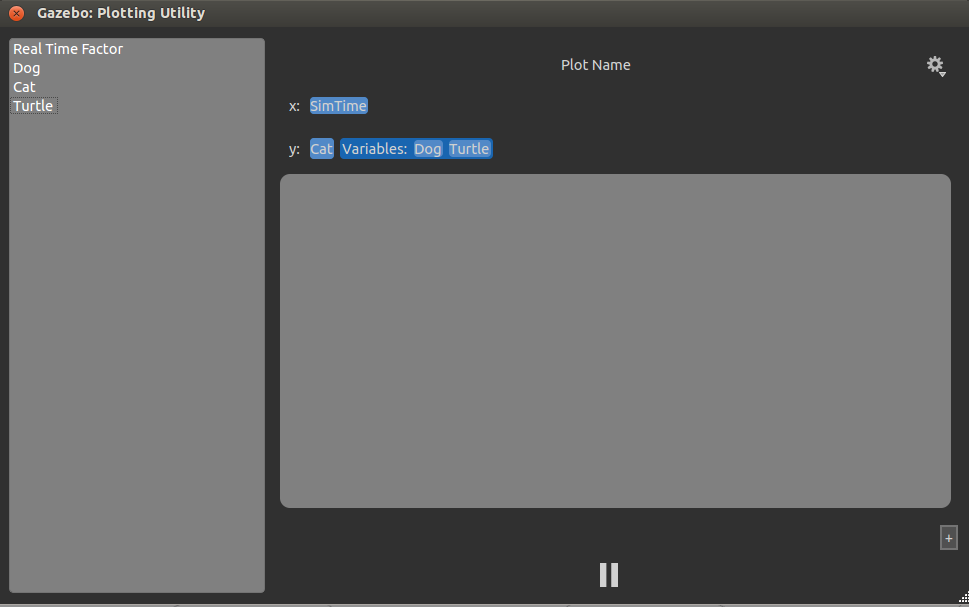 Gazebo: Plotting Utility
Real Time Factor
Dog
Cat
Turtle
Plot Name
x: SimTime
y: Cat Variables: Dog Turtle
+